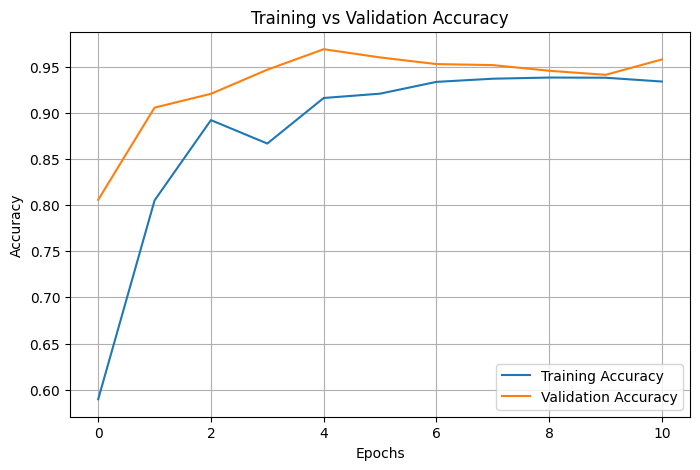 Training vs Validation Accuracy
Accuracy
0.95
0.90
0.85
0.80
0.75
0.70
0.65
0.60
Training Accuracy
Validation Accuracy
0 2 4 6 8 10
Epochs